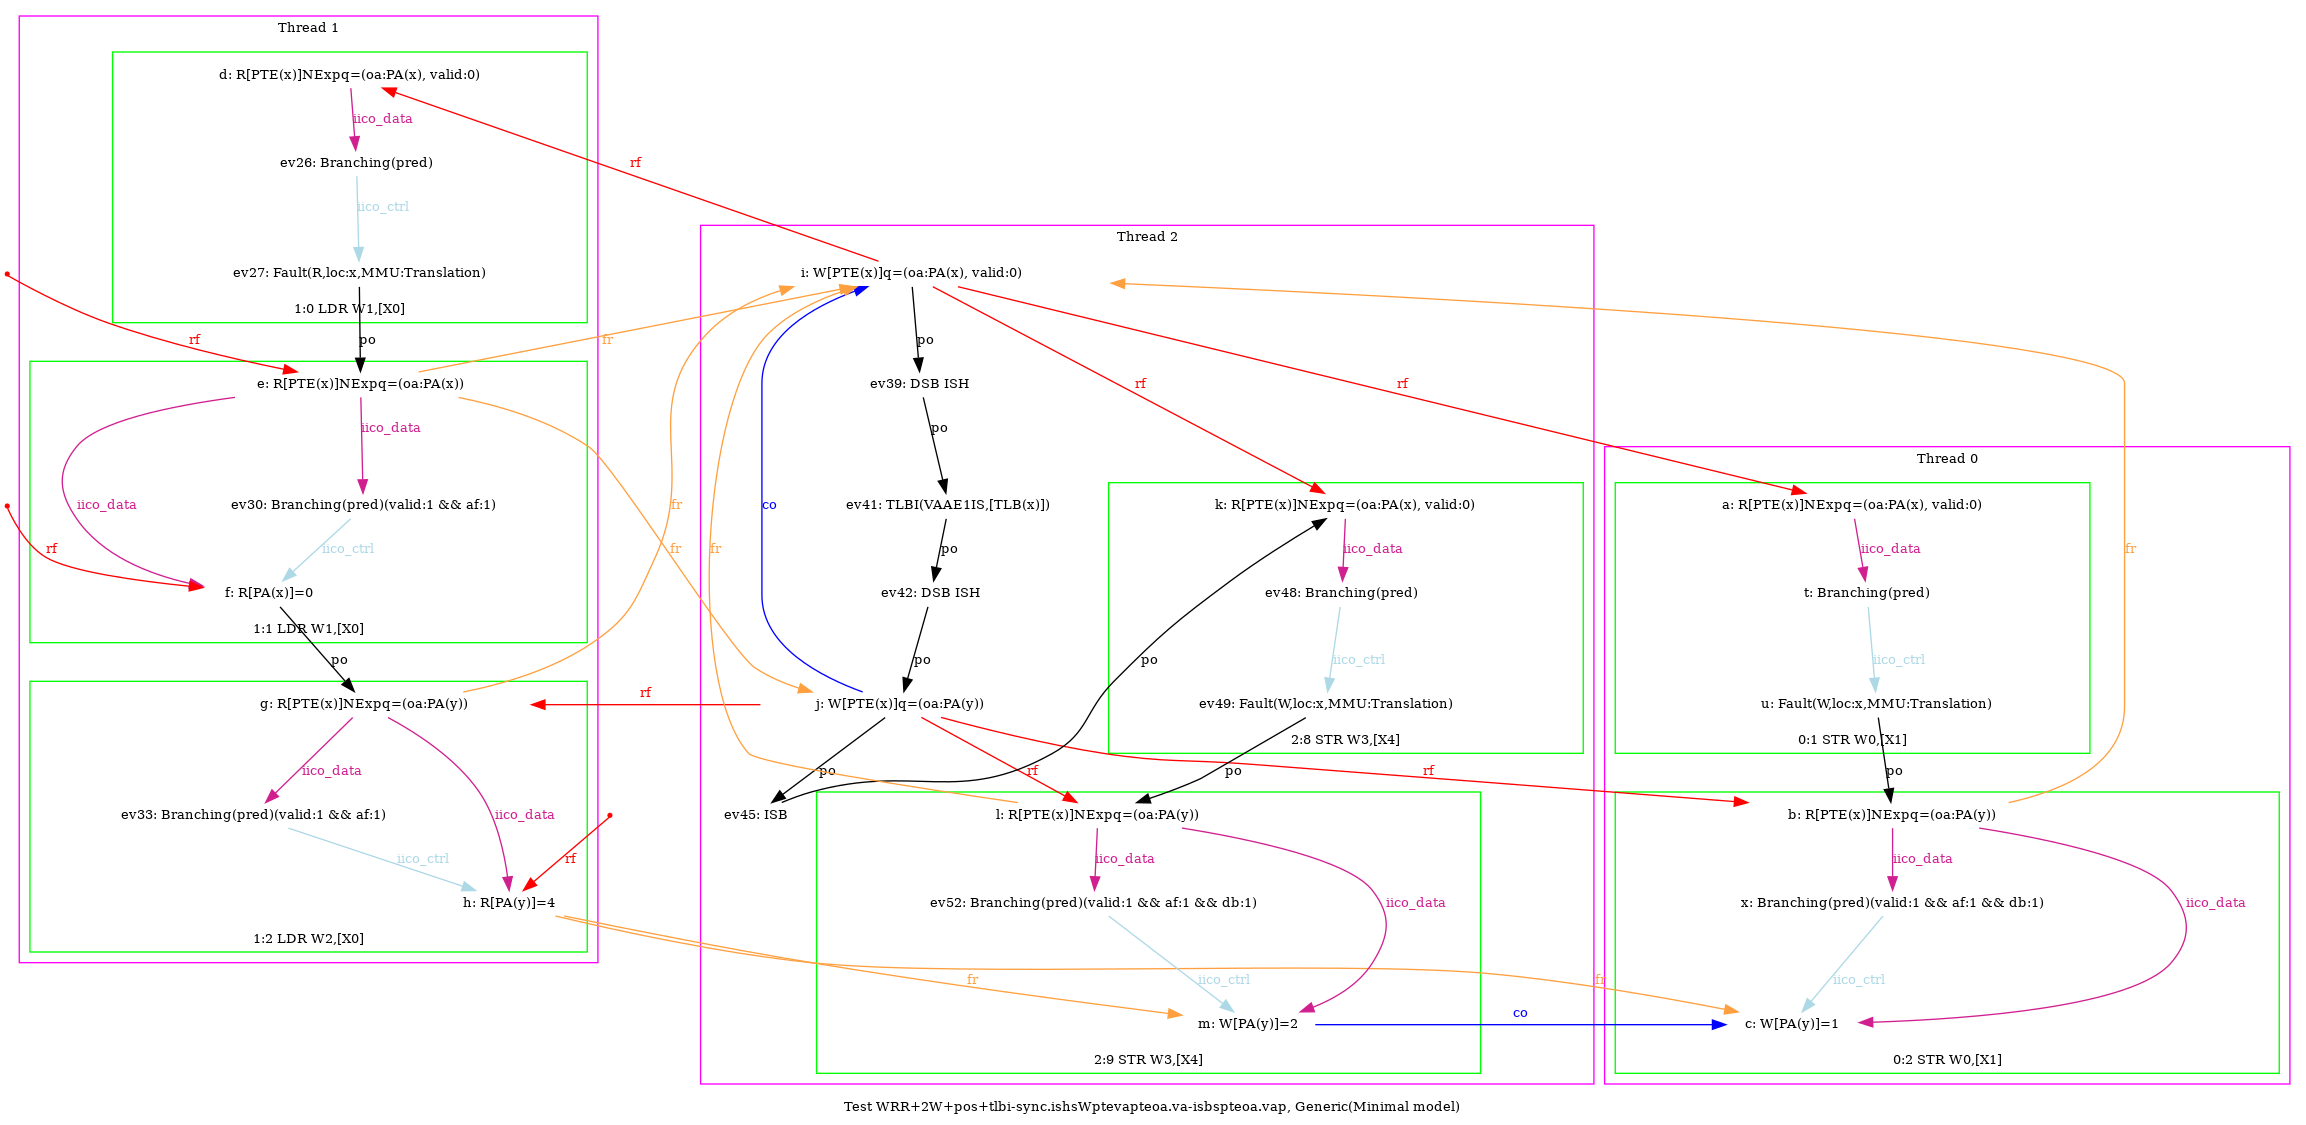 Thread 1
d: R[PTE(x)]NExpq=(oa:PA(x), valid:0)
iico_data
ev26: Branching(pred)
iico_ctrl
ev27: Fault(R,loc:x,MMU:Translation)
1:0 LDR W1,[X0]
rf
po
e: R[PTE(x)]NExpq=(oa:PA(x))
iico_data
iico_data
ev30: Branching(pred)(valid:1 && af:1)
iico_ctrl
rf
f: R[PA(x)]=0
1:1 LDR W1,[X0]
po
g: R[PTE(x)]NExpq=(oa:PA(y))
iico_data
iico_data
ev33: Branching(pred)(valid:1 && af:1)
iico_ctrl
rf
h: R[PA(y)]=4
1:2 LDR W2,[X0]
rf
fr
fr
fr
fr
rf
Thread 2
i: W[PTE(x)]q=(oa:PA(x), valid:0)
po
rf
rf
ev39: DSB ISH
po
co
ev41: TLBI(VAAE1IS,[TLB(x)])
po
ev42: DSB ISH
po
j: W[PTE(x)]q=(oa:PA(y))
po
rf
rf
ev45: ISB
po
k: R[PTE(x)]NExpq=(oa:PA(x), valid:0)
iico_data
ev48: Branching(pred)
iico_ctrl
ev49: Fault(W,loc:x,MMU:Translation)
2:8 STR W3,[X4]
po
l: R[PTE(x)]NExpq=(oa:PA(y))
iico_data
iico_data
ev52: Branching(pred)(valid:1 && af:1 && db:1)
iico_ctrl
fr
fr
m: W[PA(y)]=2
2:9 STR W3,[X4]
co
Thread 0
a: R[PTE(x)]NExpq=(oa:PA(x), valid:0)
iico_data
fr
t: Branching(pred)
iico_ctrl
u: Fault(W,loc:x,MMU:Translation)
0:1 STR W0,[X1]
po
b: R[PTE(x)]NExpq=(oa:PA(y))
iico_data
iico_data
x: Branching(pred)(valid:1 && af:1 && db:1)
iico_ctrl
c: W[PA(y)]=1
0:2 STR W0,[X1]
Test WRR+2W+pos+tlbi-sync.ishsWptevapteoa.va-isbspteoa.vap, Generic(Minimal model)